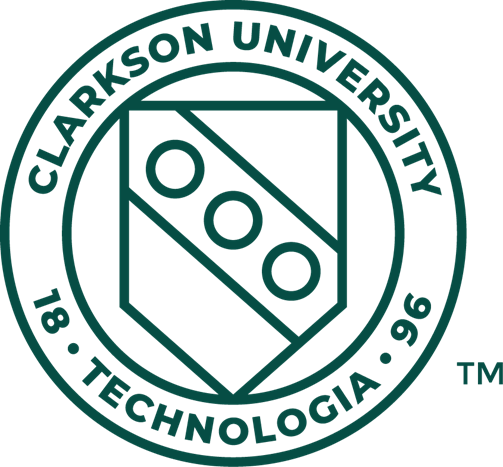 CLARKSON UNIVERSITY
18 • TECHNOLOGIA • 96
TM